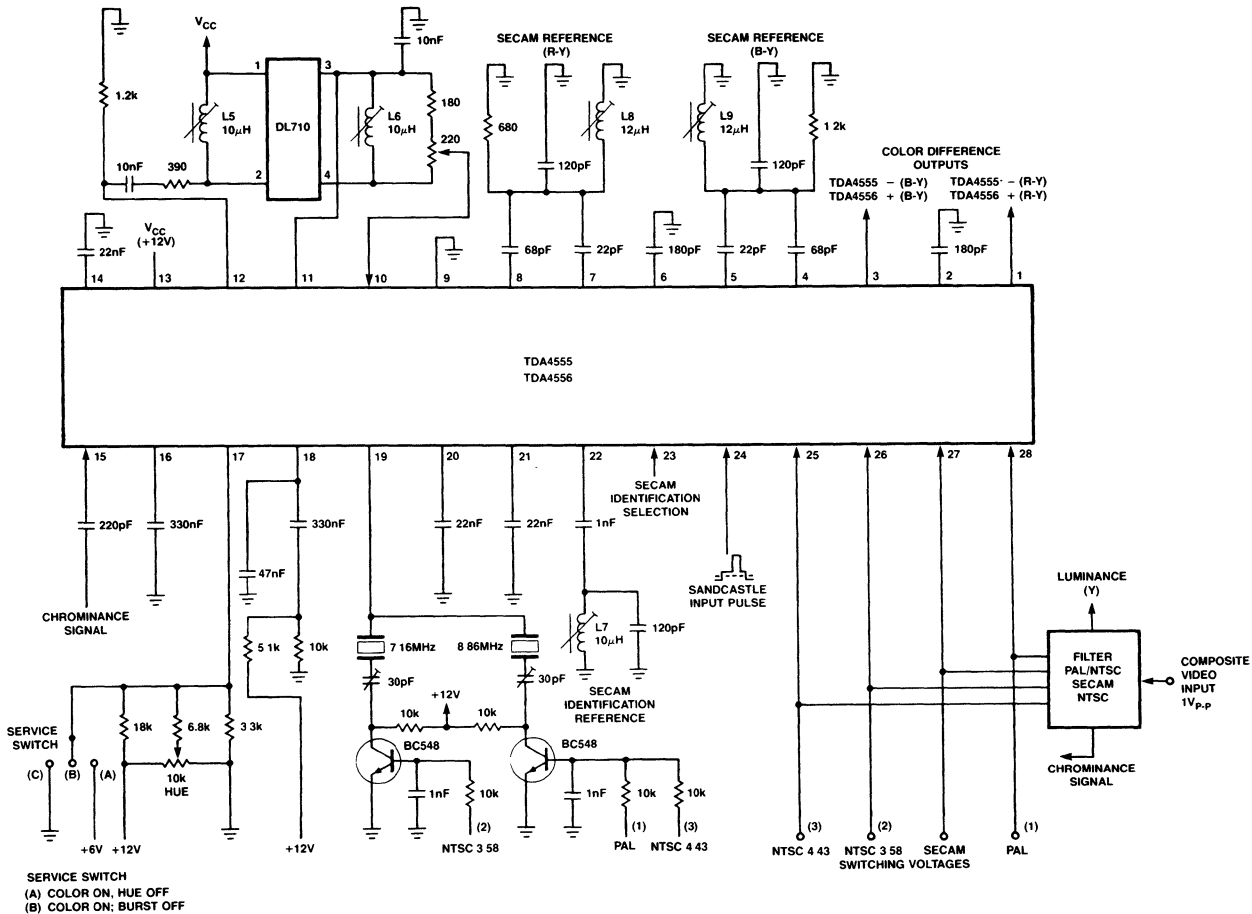 V_CC
10nF
SECAM REFERENCE
(R-Y)
SECAM REFERENCE
(B-Y)
1
3
1.2k
L5
10μH
DL710
L6
10μH
180
220
680
L8
12μH
120pF
L9
12μH
120pF
1 2k
10nF
390
2
4
COLOR DIFFERENCE
OUTPUTS
TDA4555 – (B-Y)
TDA4556 + (B-Y)
TDA4555 – (R-Y)
TDA4556 + (R-Y)
22nF
V_CC
(+12V)
68pF
22pF
180pF
22pF
68pF
180pF
14
13
12
11
10
9
8
7
6
5
4
3
2
1
TDA4555
TDA4556
15
16
17
18
19
20
21
22
23
24
25
26
27
28
SECAM
IDENTIFICATION
SELECTION
220pF
330nF
330nF
22nF
22nF
1nF
47nF
SANDCASTLE
INPUT PULSE
LUMINANCE
(Y)
CHROMINANCE
SIGNAL
5 1k
10k
7 16MHz
8 86MHz
L7
10μH
120pF
FILTER
PAL/NTSC
SECAM
NTSC
COMPOSITE
VIDEO
INPUT
1V_P-P
30pF
30pF
SECAM
IDENTIFICATION
REFERENCE
+12V
10k
10k
SERVICE
SWITCH
18k
6.8k
3 3k
BC548
BC548
(C)
(B)
(A)
10k
HUE
CHROMINANCE
SIGNAL
1nF
10k
1nF
10k
10k
(2)
(1)
(3)
(3)
(2)
(1)
+6V
+12V
+12V
NTSC 3 58
PAL
NTSC 4 43
NTSC 4 43
NTSC 3 58
SECAM
PAL
SWITCHING VOLTAGES
SERVICE SWITCH
(A) COLOR ON, HUE OFF
(B) COLOR ON; BURST OFF